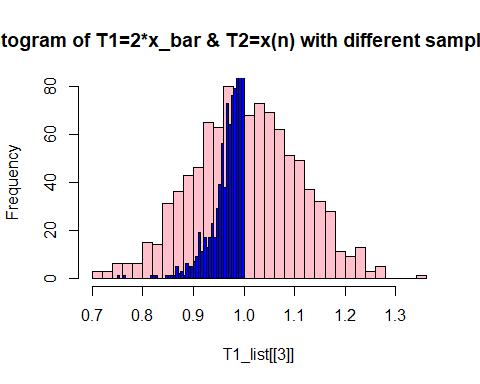 togram of T1=2*x_bar & T2=x(n) with different sampl
Frequency
80
60
40
20
0
0.7 0.8 0.9 1.0 1.1 1.2 1.3
T1_list[[3]]